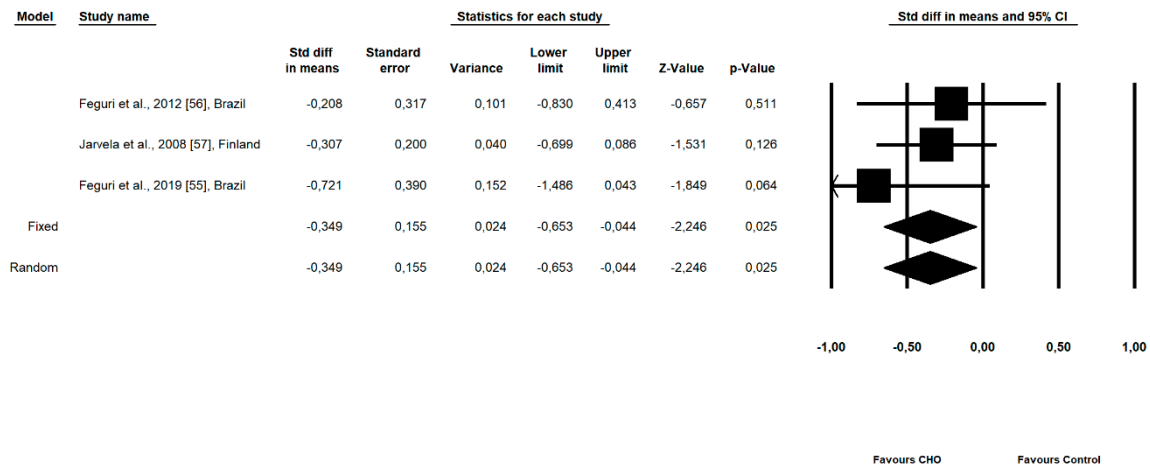 Model Study name Statistics for each study Std diff in means and 95% CI
Std diff in means Standard error Variance Lower limit Upper limit Z-Value p-Value
Feguri et al., 2012 [56], Brazil -0,208 0,317 0,101 -0,830 0,413 -0,657 0,511
Jarvela et al., 2008 [57], Finland -0,307 0,200 0,040 -0,699 0,086 -1,531 0,126
Feguri et al., 2019 [55], Brazil -0,721 0,390 0,152 -1,486 0,043 -1,849 0,064
Fixed -0,349 0,155 0,024 -0,653 -0,044 -2,246 0,025
Random -0,349 0,155 0,024 -0,653 -0,044 -2,246 0,025
-1,00 -0,50 0,00 0,50 1,00
Favours CHO Favours Control